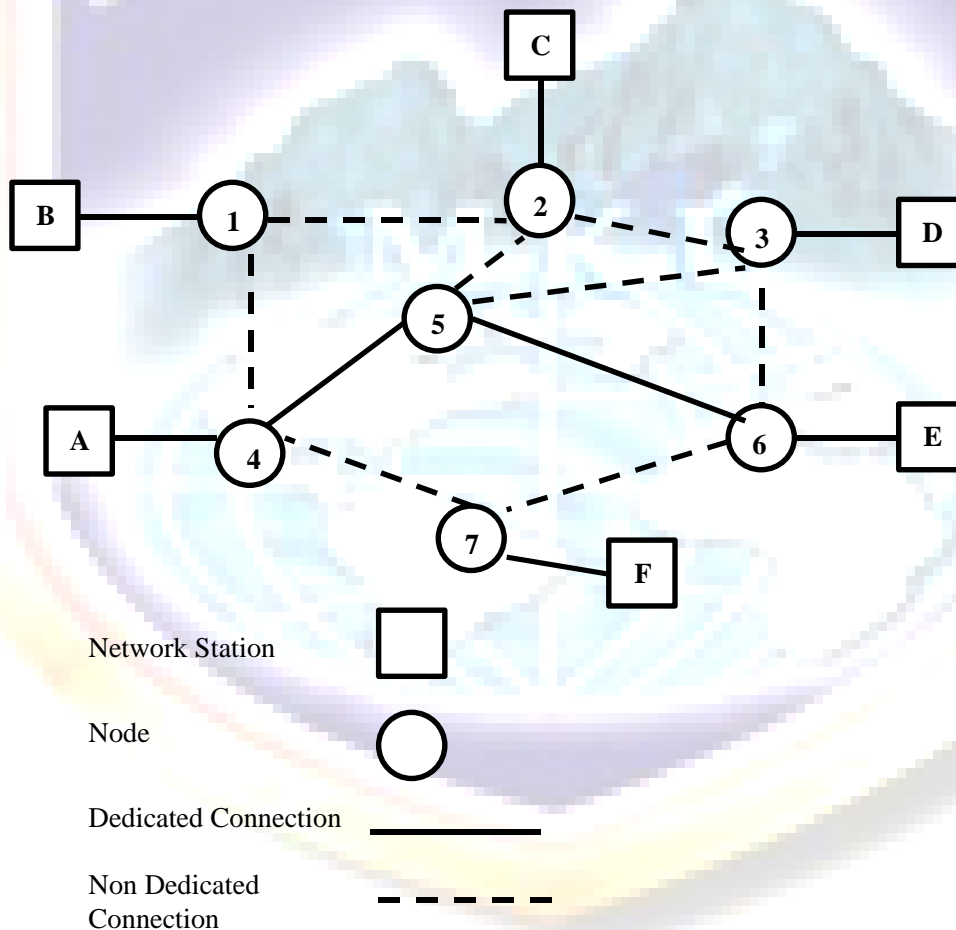 C
B
1
2
3
D
5
A
4
6
E
7
F
Network Station
Node
Dedicated Connection
Non Dedicated
Connection